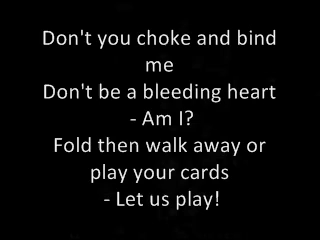 Don't you choke and bind
me
Don't be a bleeding heart
- Am I?
Fold then walk away or
play your cards
- Let us play!